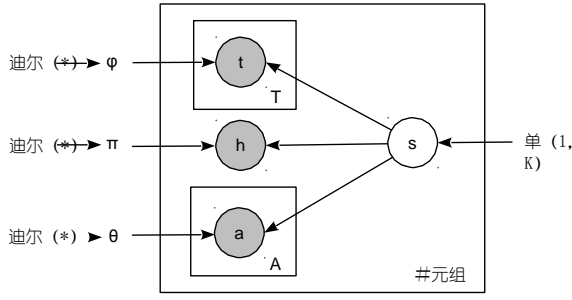 迪尔 (*) φ
t
T
迪尔 (*) π
h
s
单 (1,
K)
迪尔 (*) θ
a
A
#元组